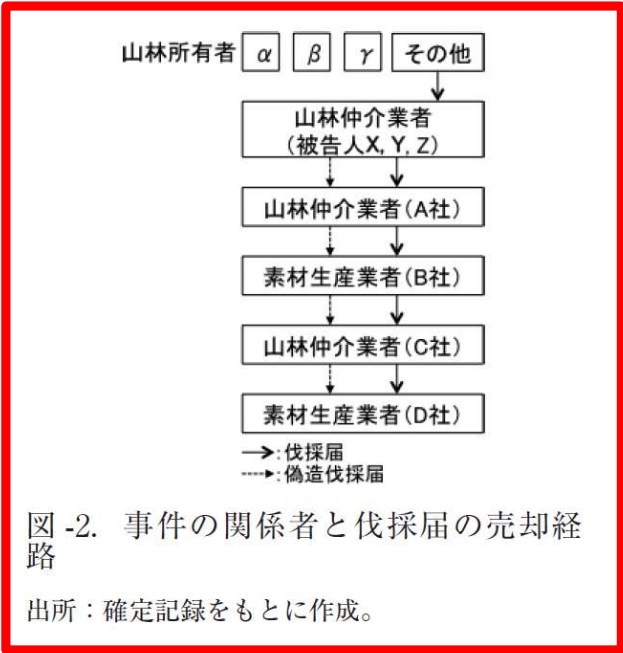 山林所有者 α β γ その他
山林仲介業者
(被告人X, Y, Z)
山林仲介業者(A社)
素材生産業者(B社)
山林仲介業者(C社)
素材生産業者(D社)
→:伐採届
┈▸:偽造伐採届
図-2. 事件の関係者と伐採届の売却経
路
出所：確定記録をもとに作成。